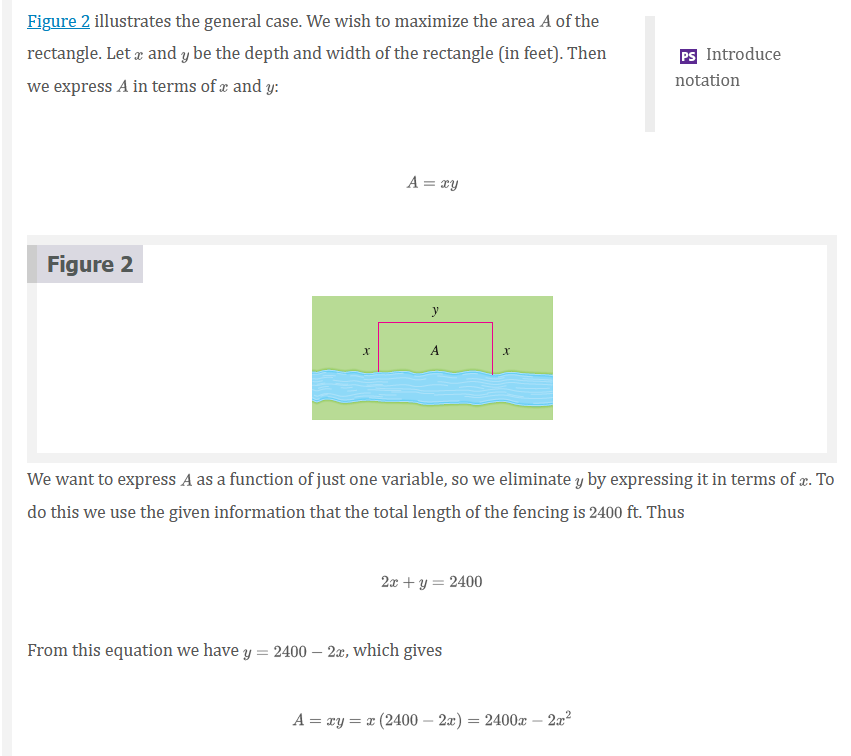 Figure 2 illustrates the general case. We wish to maximize the area A of the
rectangle. Let x and y be the depth and width of the rectangle (in feet). Then
we express A in terms of x and y:
PS Introduce
notation
A = xy
Figure 2
y
x A x
We want to express A as a function of just one variable, so we eliminate y by expressing it in terms of x. To
do this we use the given information that the total length of the fencing is 2400 ft. Thus
2x + y = 2400
From this equation we have y = 2400 − 2x, which gives
A = xy = x (2400 − 2x) = 2400x − 2x²